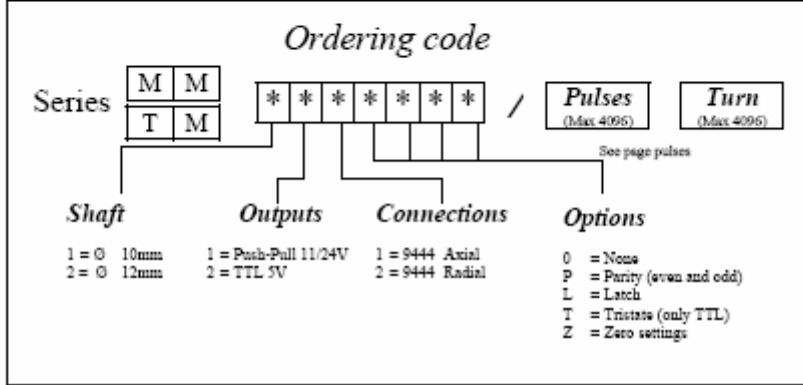 Ordering code
Series M M
T M
* * * * * * * / Pulses (Max 4096) Turn (Max 4096)
See page pulses
Shaft Outputs Connections Options
1 = Ø 10mm 1 = Push-Pull 11/24V 1 = 9444 Axial 0 = None
2 = Ø 12mm 2 = TTL 5V 2 = 9444 Radial P = Parity (even and odd)
L = Latch
T = Tristate (only TTL)
Z = Zero settings